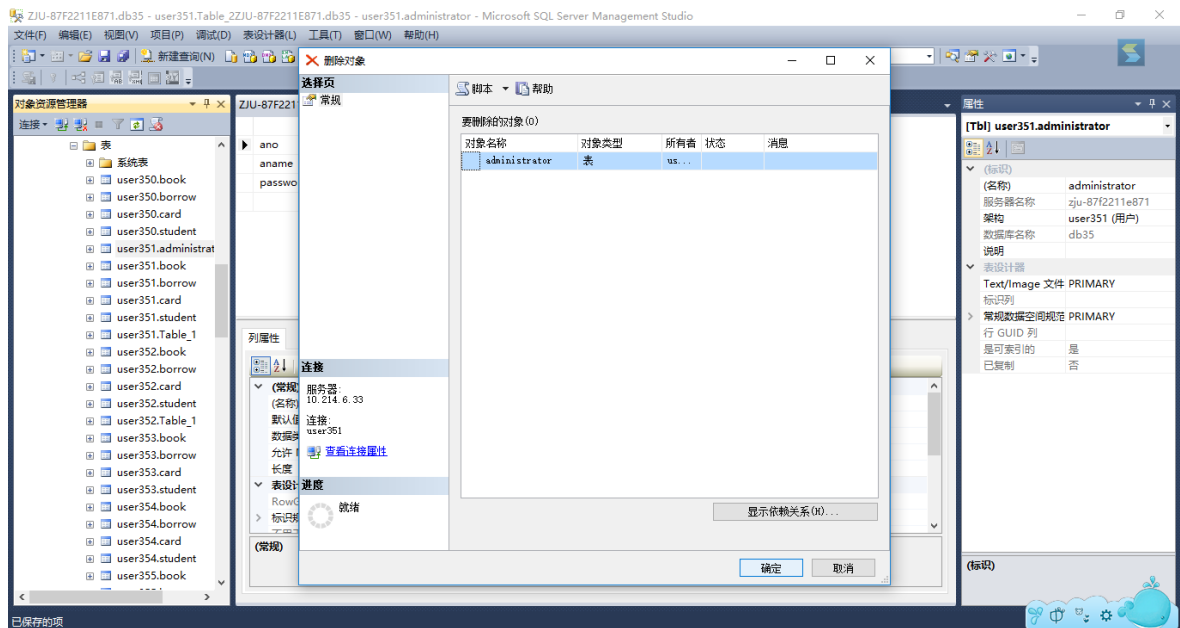 ZJU-87F2211E871.db35 - user351.Table_2ZJU-87F2211E871.db35 - user351.administrator - Microsoft SQL Server Management Studio
文件(F) 编辑(E) 视图(V) 项目(P) 调试(D) 表设计器(L) 工具(T) 窗口(W) 帮助(H)
新建查询(N)
对象资源管理器
连接
表
系统表
user350.book
user350.borrow
user350.card
user350.student
user351.administrat
user351.book
user351.borrow
user351.card
user351.student
user351.Table_1
user352.book
user352.borrow
user352.card
user352.student
user352.Table_1
user353.book
user353.borrow
user353.card
user353.student
user354.book
user354.borrow
user354.card
user354.student
user355.book
ZJU-87F221
ano
aname
passwo
列属性
(常规
(名称)
默认值
数据类
允许
长度
表设计
RowG
标识规
(常规)
删除对象
选择页
常规
连接
服务器:
10.214.6.33
连接:
user351
查看连接属性
进度
就绪
脚本 帮助
要删除的对象(O)
对象名称 对象类型 所有者 状态 消息
administrator 表 us...
显示依赖关系(H)...
确定 取消
属性
[Tbl] user351.administrator
(标识)
(名称) administrator
服务器名称 zju-87f2211e871
架构 user351 (用户)
数据库名称 db35
说明
表设计器
Text/Image 文件 PRIMARY
标识列
常规数据空间规范 PRIMARY
行 GUID 列
是可索引的 是
已复制 否
(标识)
已保存的项
中